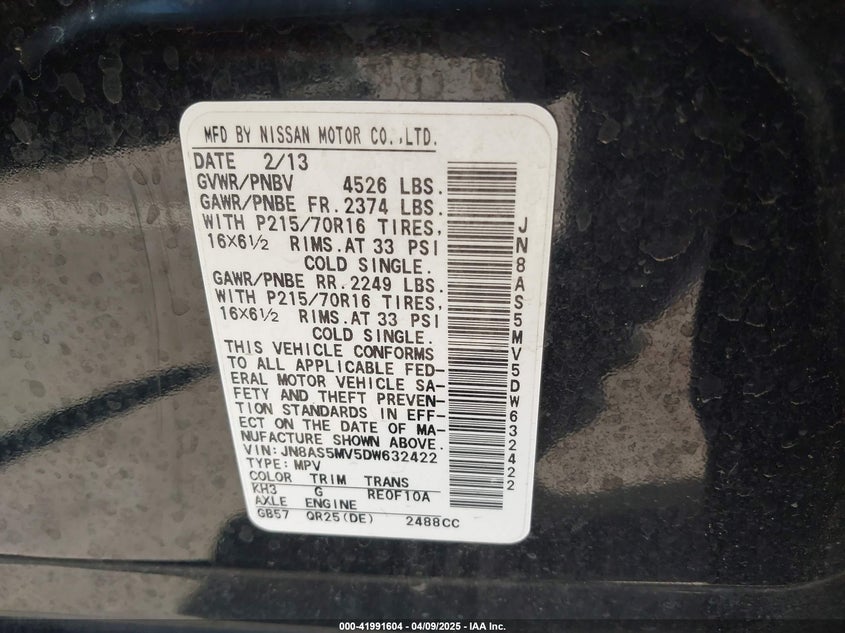 MFD BY NISSAN MOTOR CO.,LTD.
DATE 2/13
GVWR/PNBV 4526 LBS.
GAWR/PNBE FR. 2374 LBS.
WITH P215/70R16 TIRES,
16X6½ RIMS. AT 33 PSI
COLD SINGLE.
GAWR/PNBE RR. 2249 LBS.
WITH P215/70R16 TIRES,
16X6½ RIMS. AT 33 PSI
COLD SINGLE.
THIS VEHICLE CONFORMS
TO ALL APPLICABLE FED-
ERAL MOTOR VEHICLE SA-
FETY AND THEFT PREVEN-
TION STANDARDS IN EFF-
ECT ON THE DATE OF MA-
NUFACTURE SHOWN ABOVE.
VIN: JN8AS5MV5DW632422
TYPE: MPV
COLOR TRIM TRANS
KH3 G RE0F10A
AXLE ENGINE
GB57 QR25(DE) 2488CC
JN8AS5MV5DW632422
000-41991604 - 04/09/2025 - IAA Inc.